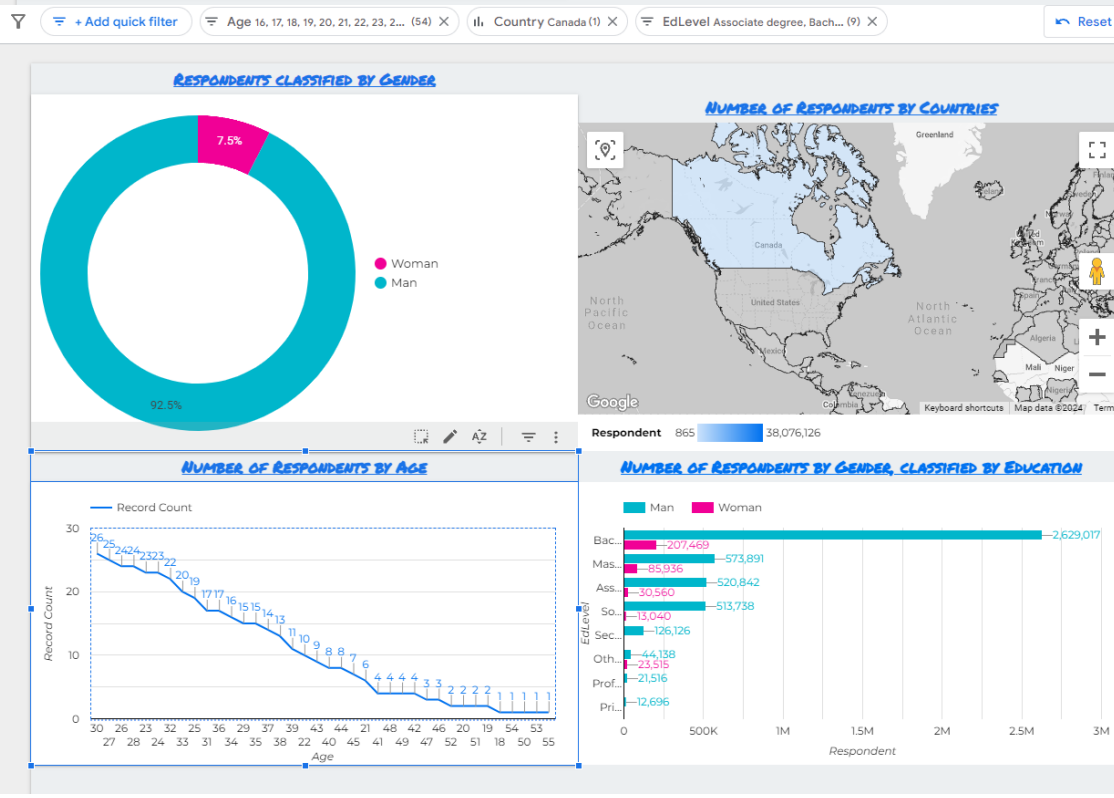 + Add quick filter
Age 16, 17, 18, 19, 20, 21, 22, 23, 2... (54)
Country Canada (1)
EdLevel Associate degree, Bach... (9)
Reset
Respondents classified by Gender
7.5%
92.5%
Woman
Man
Number of Respondents by Countries
Greenland
Canada
United States
Mexico
North
Pacific
Ocean
North
Atlantic
Ocean
Spain
Algeria
Mali
Niger
Google
Keyboard shortcuts
Map data ©2024
Respondent 865 38,076,126
Number of Respondents by Age
Record Count
30
20
10
0
Record Count
26 25 24 24 23 23 22 20 19 17 17 16 15 15 14 13 11 10 9 8 8 7 6 4 4 4 4 3 3 2 2 2 2 1 1 1 1 1
30 26 23 32 36 29 37 39 43 44 21 48 42 46 20 19 54 53
27 28 24 33 31 34 35 38 22 40 45 41 49 47 52 51 18 50 55
Age
Number of Respondents by Gender, classified by Education
Man
Woman
EdLevel
Bac... 2,629,017
207,469
Mas... 573,891
85,936
Ass... 520,842
30,560
So... 513,738
13,040
Sec... 126,126
Oth... 44,138
23,515
Prof... 21,516
Pri... 12,696
0 500K 1M 1.5M 2M 2.5M 3M
Respondent